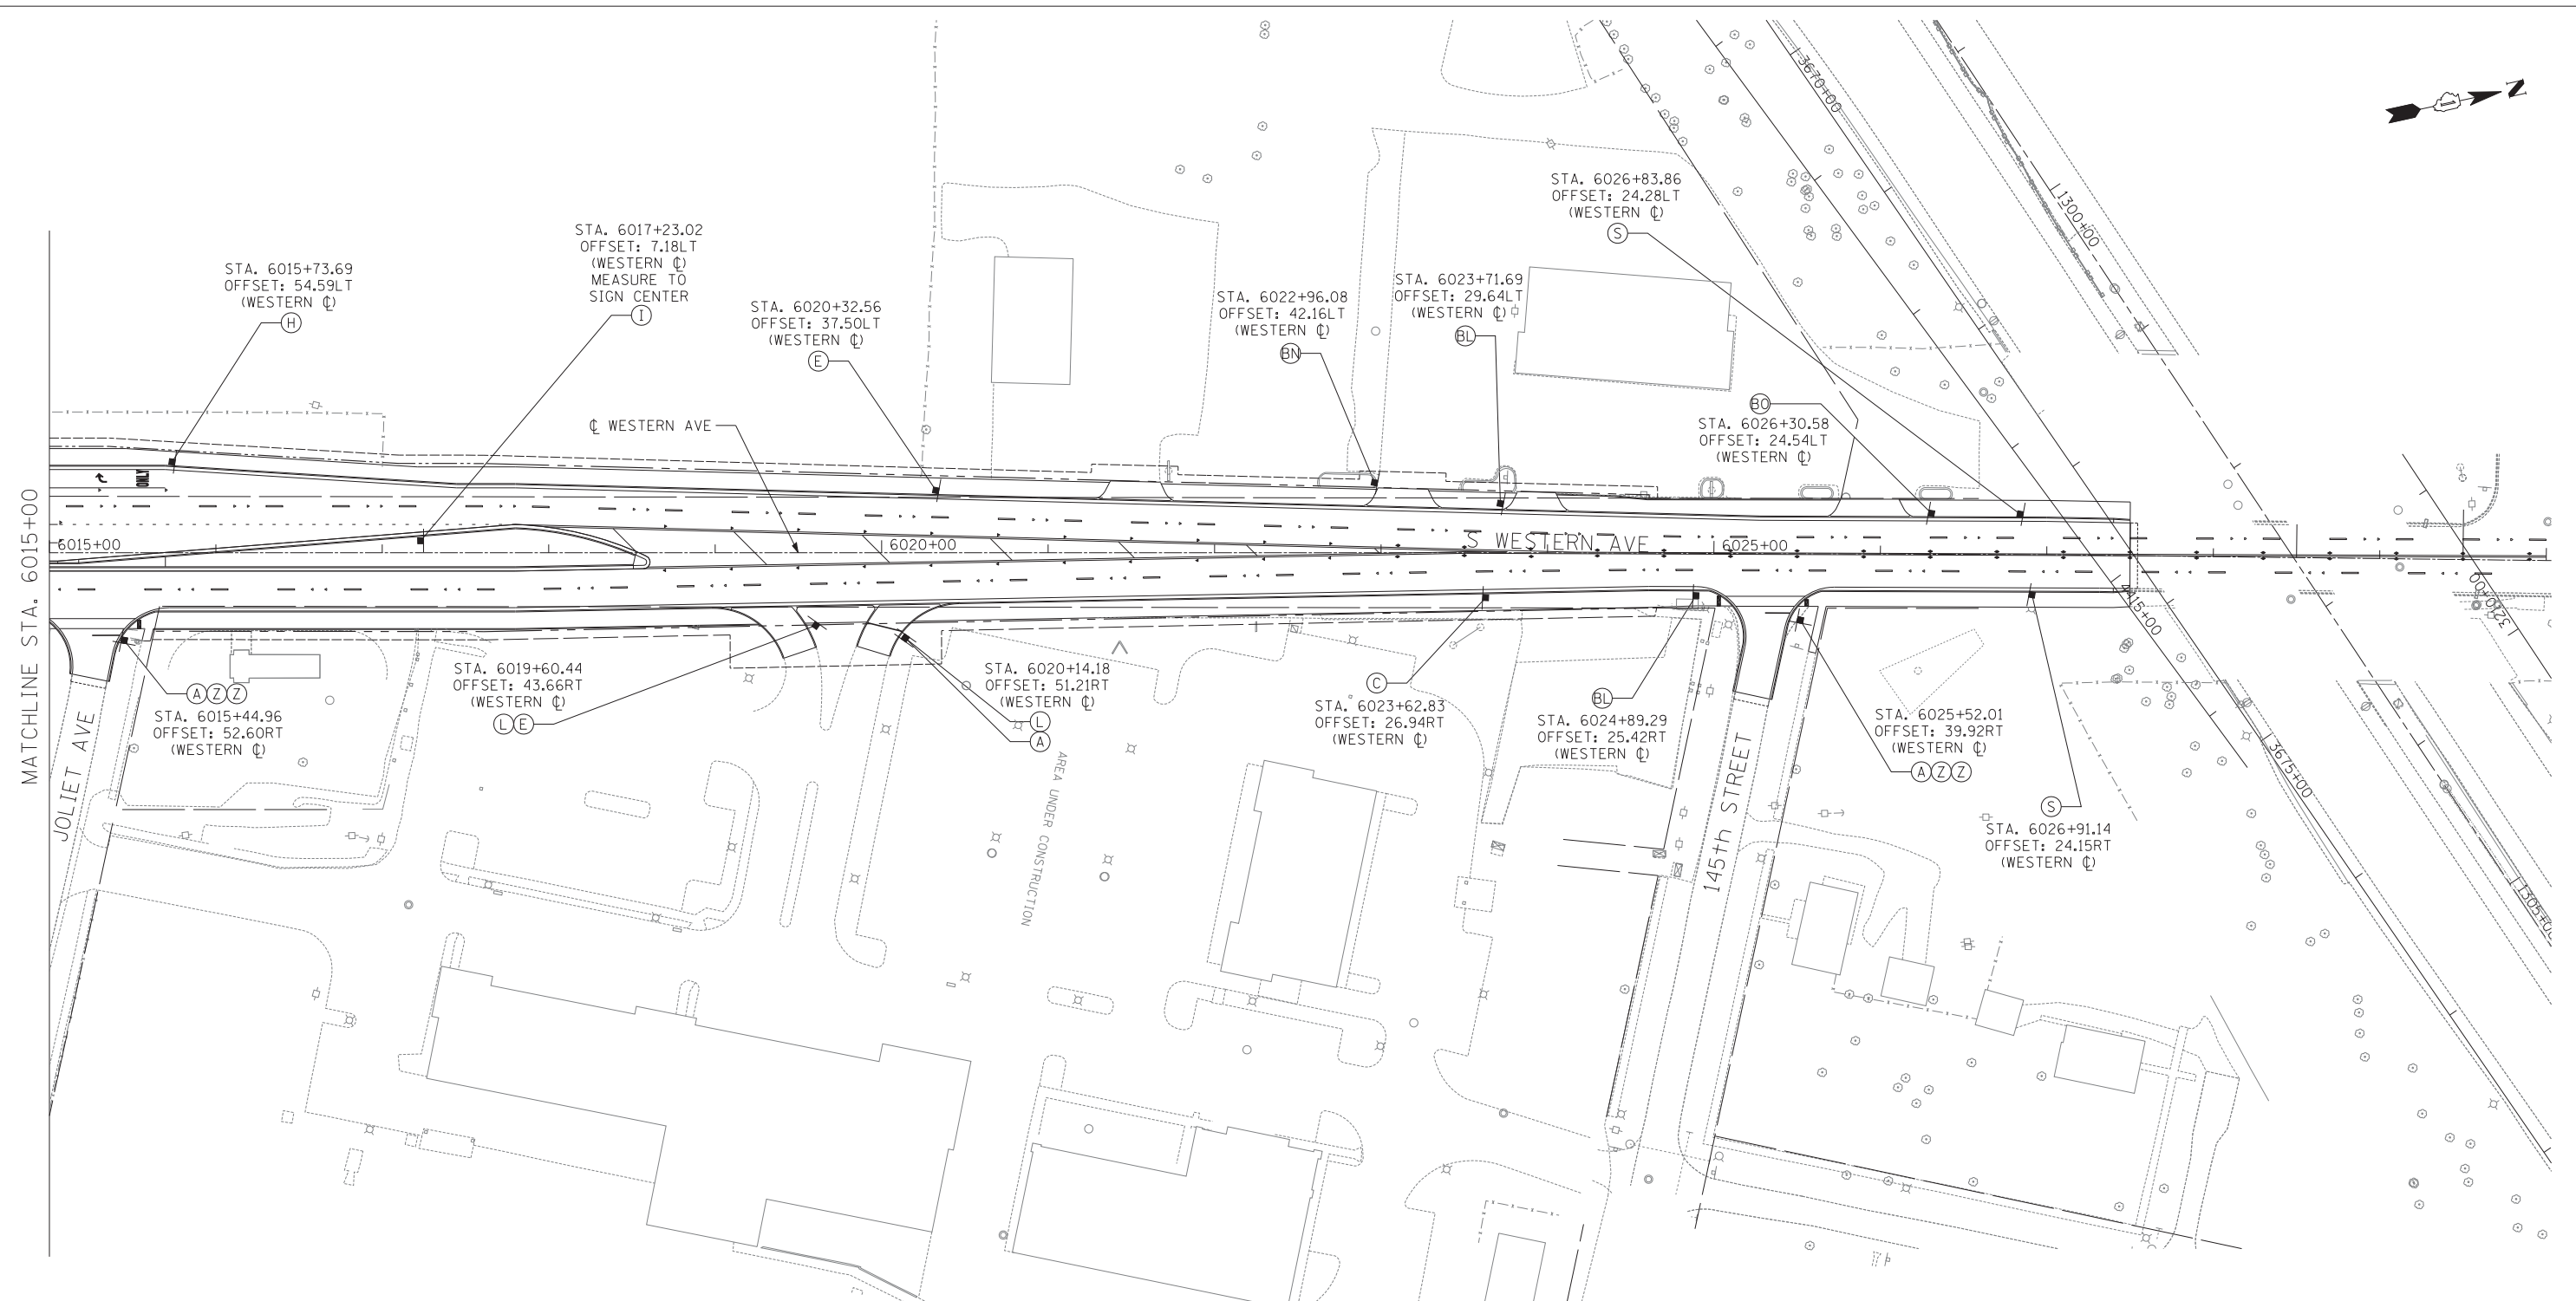 N
3670+00
1300+00
STA. 6026+83.86
OFFSET: 24.28LT
(WESTERN ℄)
S
STA. 6017+23.02
OFFSET: 7.18LT
(WESTERN ℄)
MEASURE TO
SIGN CENTER
I
STA. 6015+73.69
OFFSET: 54.59LT
(WESTERN ℄)
H
STA. 6020+32.56
OFFSET: 37.50LT
(WESTERN ℄)
E
STA. 6022+96.08
OFFSET: 42.16LT
(WESTERN ℄)
BN
STA. 6023+71.69
OFFSET: 29.64LT
(WESTERN ℄)
BL
BO
STA. 6026+30.58
OFFSET: 24.54LT
(WESTERN ℄)
℄ WESTERN AVE
ONLY
MATCHLINE STA. 6015+00
6015+00
6020+00
S WESTERN AVE
6025+00
4415+00
1320+00
A Z Z
STA. 6015+44.96
OFFSET: 52.60RT
(WESTERN ℄)
STA. 6019+60.44
OFFSET: 43.66RT
(WESTERN ℄)
L E
STA. 6020+14.18
OFFSET: 51.21RT
(WESTERN ℄)
L
A
C
STA. 6023+62.83
OFFSET: 26.94RT
(WESTERN ℄)
BL
STA. 6024+89.29
OFFSET: 25.42RT
(WESTERN ℄)
STA. 6025+52.01
OFFSET: 39.92RT
(WESTERN ℄)
A Z Z
S
STA. 6026+91.14
OFFSET: 24.15RT
(WESTERN ℄)
JOLIET AVE
AREA UNDER CONSTRUCTION
145th STREET
3675+00
1305+00